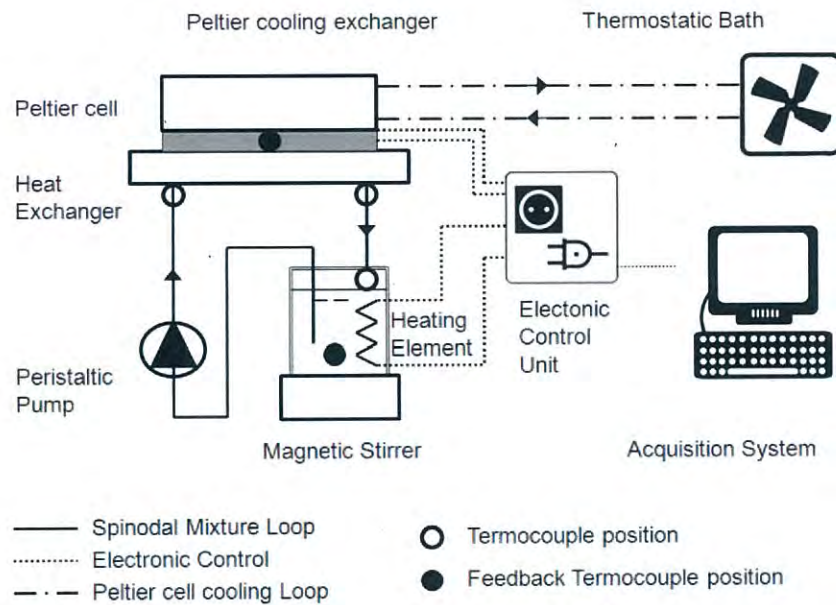 Peltier cooling exchanger
Thermostatic Bath
Peltier cell
Heat
Exchanger
Heating
Element
Electonic
Control
Unit
Peristaltic
Pump
Magnetic Stirrer
Acquisition System
Spinodal Mixture Loop
Electronic Control
Peltier cell cooling Loop
Termocouple position
Feedback Termocouple position